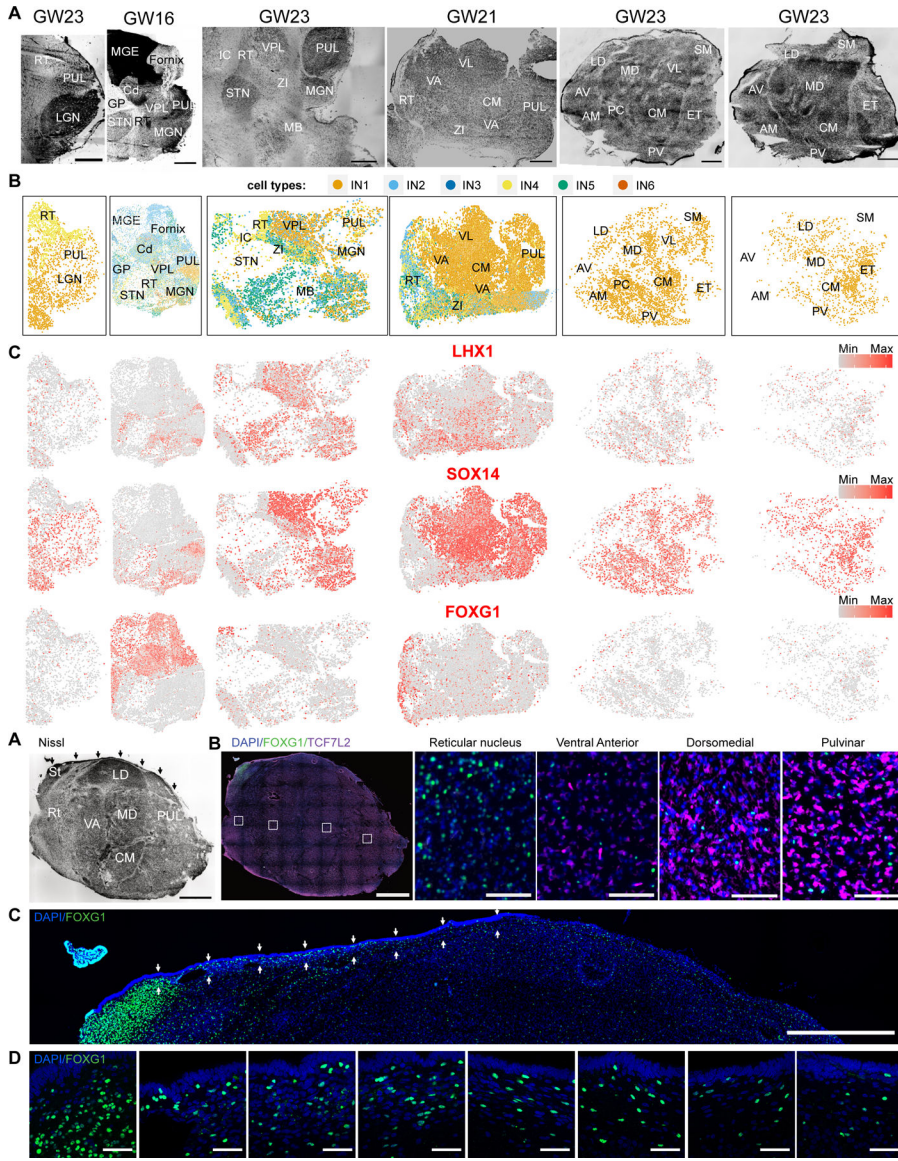 A
GW23 GW16 GW23 GW21 GW23 GW23
RT PUL LGN
MGE Fornix Cd GP VPL PUL STN RT MGN
IC RT VPL PUL ZI MGN STN MB
VL VA RT CM PUL ZI VA
SM LD MD VL AV AM PC CM ET PV
LD SM MD AV AM CM ET PV
B
cell types: IN1 IN2 IN3 IN4 IN5 IN6
RT PUL LGN
MGE Fornix Cd GP VPL PUL RT STN MGN
RT VPL PUL IC ZI MGN STN MB
VL VA CM PUL RT VA ZI
SM LD VL MD AV PC CM ET AM PV
LD SM AV MD ET CM AM PV
C
LHX1
Min Max
SOX14
Min Max
FOXG1
Min Max
A Nissl
St LD Rt VA MD PUL CM
B DAPI/FOXG1/TCF7L2 Reticular nucleus Ventral Anterior Dorsomedial Pulvinar
C
DAPI/FOXG1
D
DAPI/FOXG1